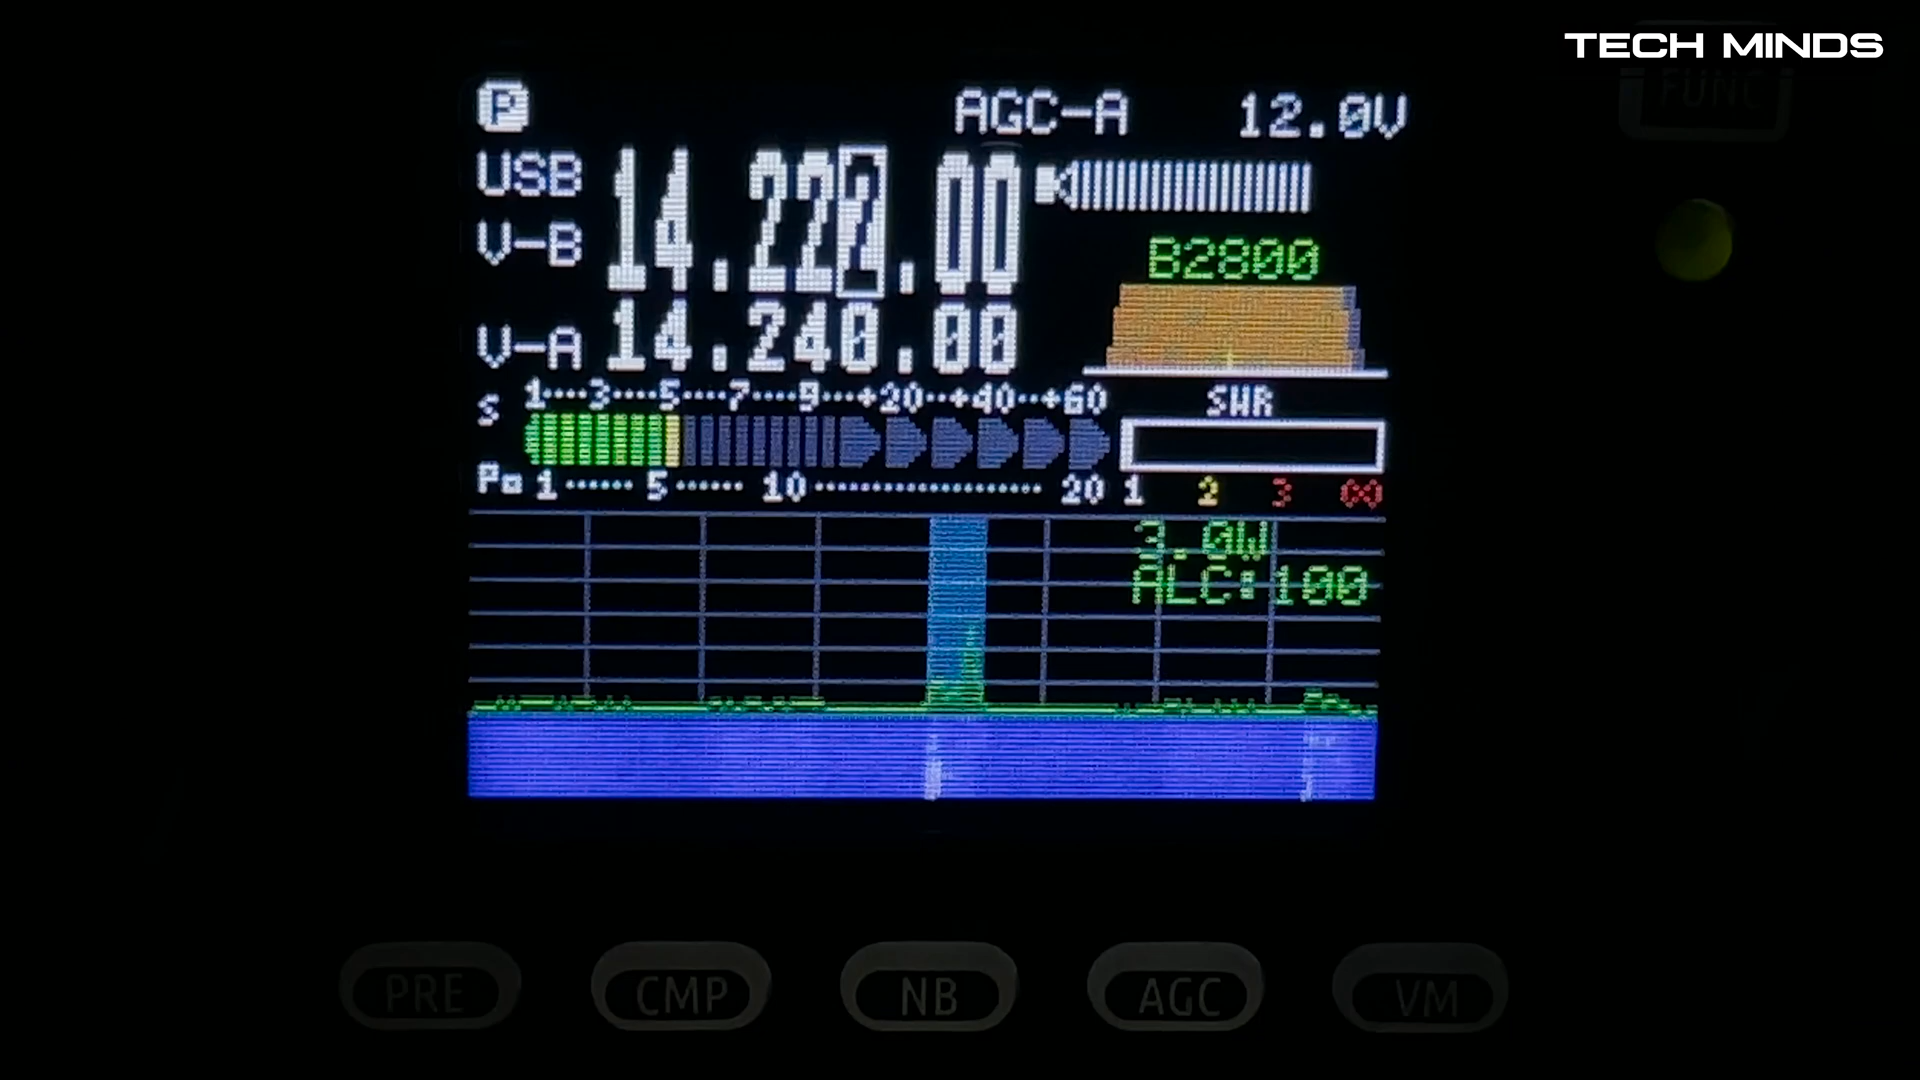 TECH MINDS
FUNC
P AGC-A 12.0V
USB 14.222.00
V-B
B2800
V-A 14.240.00
S 1 3 5 7 9 +20 +40 +60
SWR
Po 1 5 10 20
1 2 3 ∞
3.0W
ALC:100
PRE CMP NB AGC VM